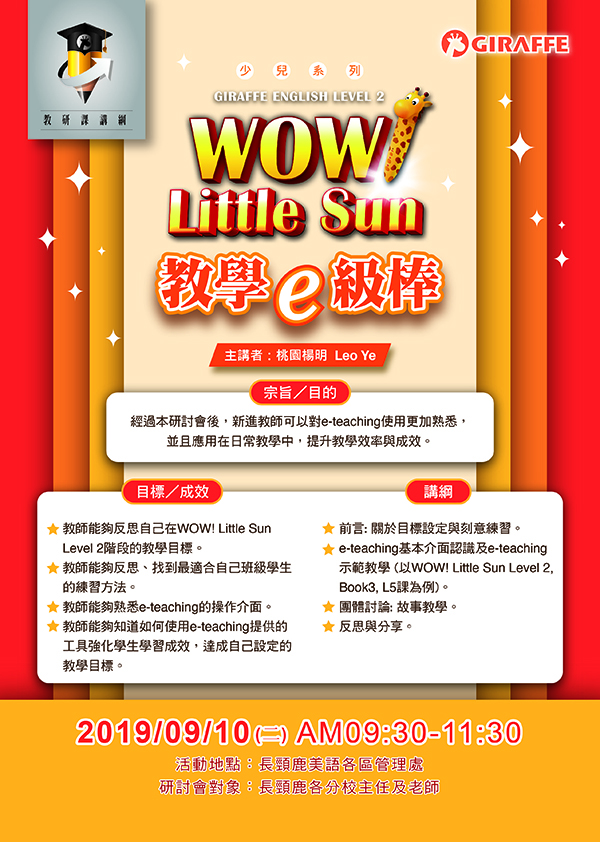 教研課講綱
GIRAFFE
少兒系列
GIRAFFE ENGLISH LEVEL 2
WOW!
Little Sun
教學e級棒
主講者：桃園楊明 Leo Ye
宗旨／目的
經過本研討會後，新進教師可以對e-teaching使用更加熟悉，
並且應用在日常教學中，提升教學效率與成效。
目標／成效
教師能夠反思自己在WOW! Little Sun
Level 2階段的教學目標。
教師能夠反思、找到最適合自己班級學生
的練習方法。
教師能夠熟悉e-teaching的操作介面。
教師能夠知道如何使用e-teaching提供的
工具強化學生學習成效，達成自己設定的
教學目標。
講綱
前言: 關於目標設定與刻意練習。
e-teaching基本介面認識及e-teaching
示範教學（以WOW! Little Sun Level 2,
Book3, L5課為例）。
團體討論: 故事教學。
反思與分享。
2019/09/10(二) AM09:30-11:30
活動地點：長頸鹿美語各區管理處
研討會對象：長頸鹿各分校主任及老師